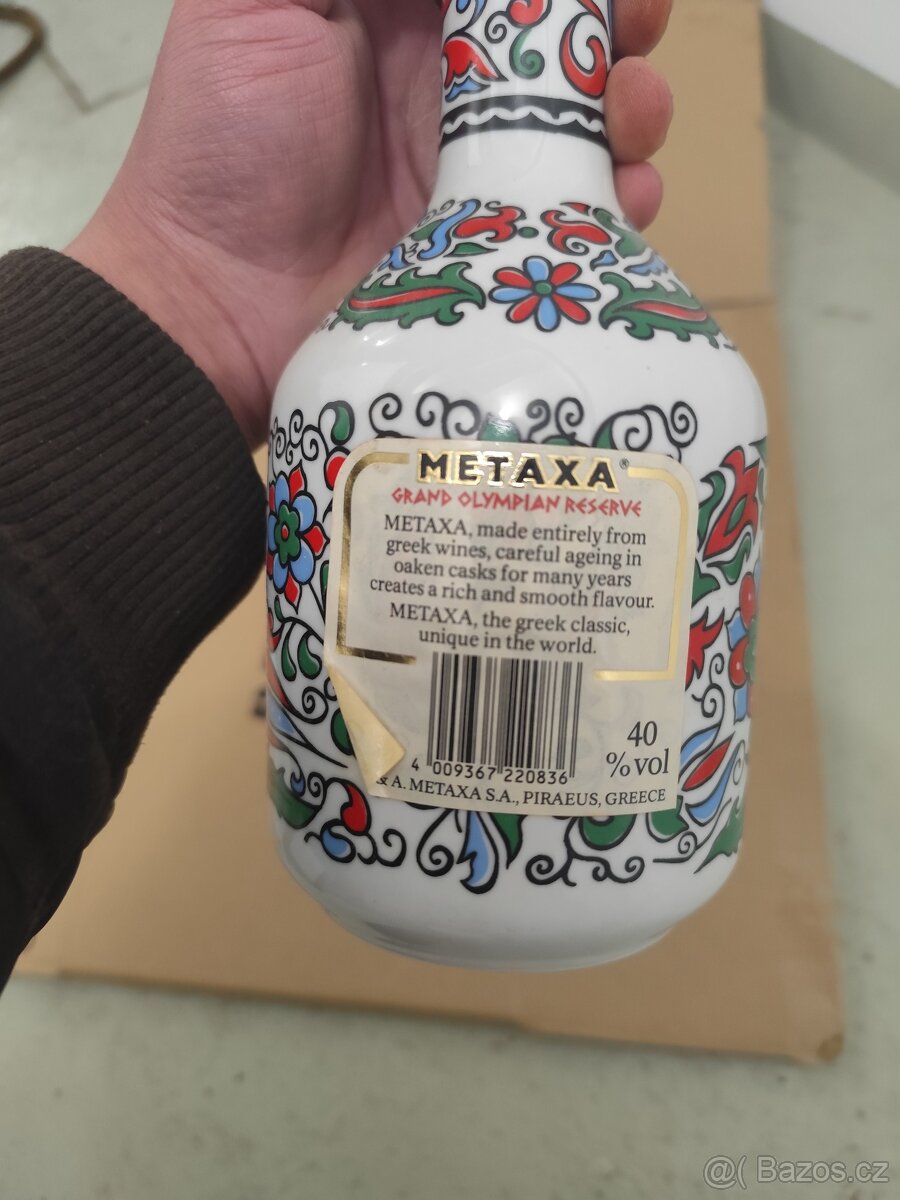 METAXA®
GRAND OLYMPIAN RESERVE
METAXA, made entirely from
greek wines, careful ageing in
oaken casks for many years
creates a rich and smooth flavour.
METAXA, the greek classic,
unique in the world.
4 009367 220836
40
% vol
& A. METAXA S.A., PIRAEUS, GREECE
@( Bazos.cz